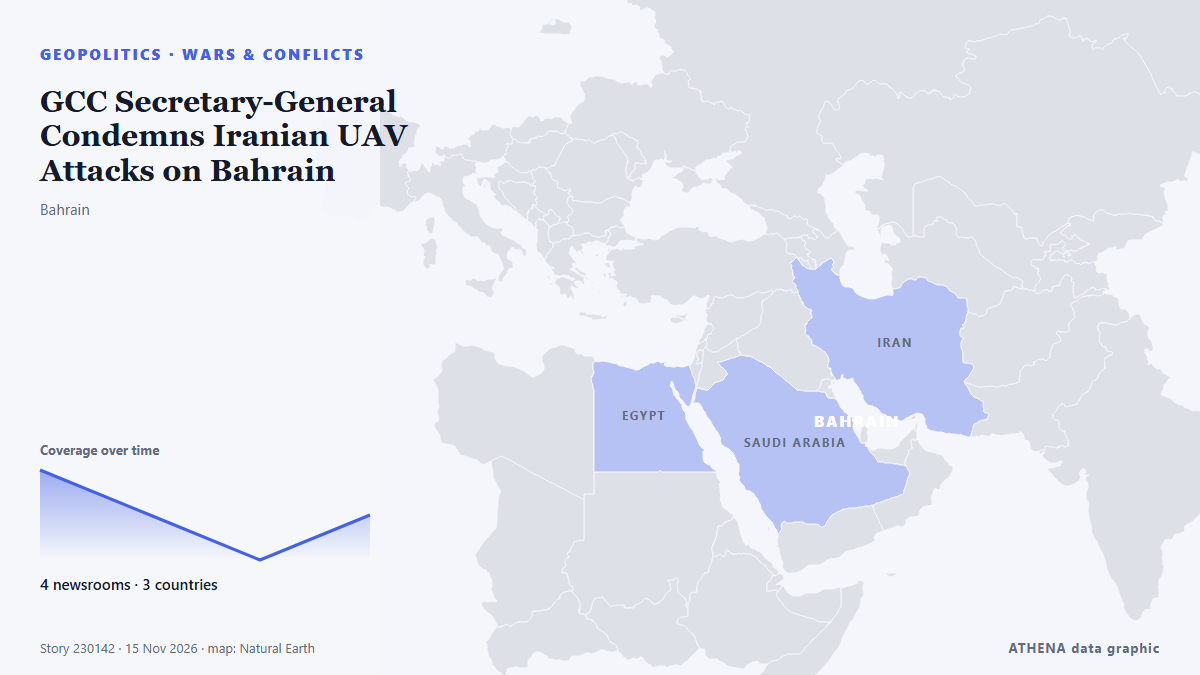 GEOPOLITICS · WARS & CONFLICTS
GCC Secretary-General
Condemns Iranian UAV
Attacks on Bahrain
Bahrain
IRAN
EGYPT
BAHRAIN
SAUDI ARABIA
Coverage over time
4 newsrooms · 3 countries
Story 230142 · 15 Nov 2026 · map: Natural Earth
ATHENA data graphic